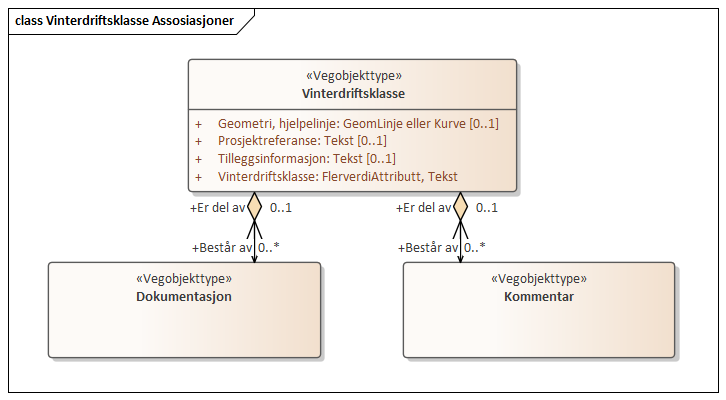 class Vinterdriftsklasse Assosiasjoner
«Vegobjekttype»
Vinterdriftsklasse
+ Geometri, hjelpelinje: GeomLinje eller Kurve [0..1]
+ Prosjektreferanse: Tekst [0..1]
+ Tilleggsinformasjon: Tekst [0..1]
+ Vinterdriftsklasse: FlerverdiAttributt, Tekst
+Er del av 0..1 +Er del av 0..1
+Består av 0..* +Består av 0..*
«Vegobjekttype» «Vegobjekttype»
Dokumentasjon Kommentar